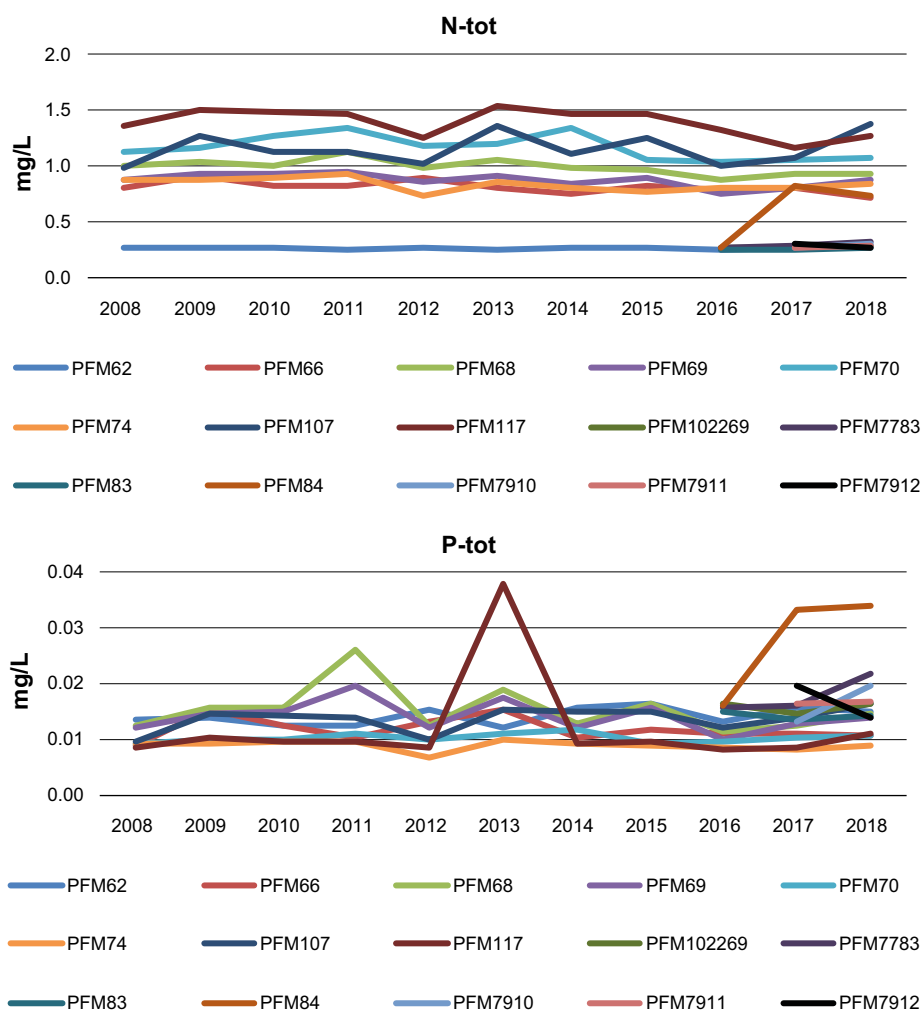 N-tot
2.0
1.5
1.0
0.5
0.0
mg/L
2008 2009 2010 2011 2012 2013 2014 2015 2016 2017 2018
PFM62 PFM66 PFM68 PFM69 PFM70
PFM74 PFM107 PFM117 PFM102269 PFM7783
PFM83 PFM84 PFM7910 PFM7911 PFM7912
P-tot
0.04
0.03
0.02
0.01
0.00
mg/L
2008 2009 2010 2011 2012 2013 2014 2015 2016 2017 2018
PFM62 PFM66 PFM68 PFM69 PFM70
PFM74 PFM107 PFM117 PFM102269 PFM7783
PFM83 PFM84 PFM7910 PFM7911 PFM7912